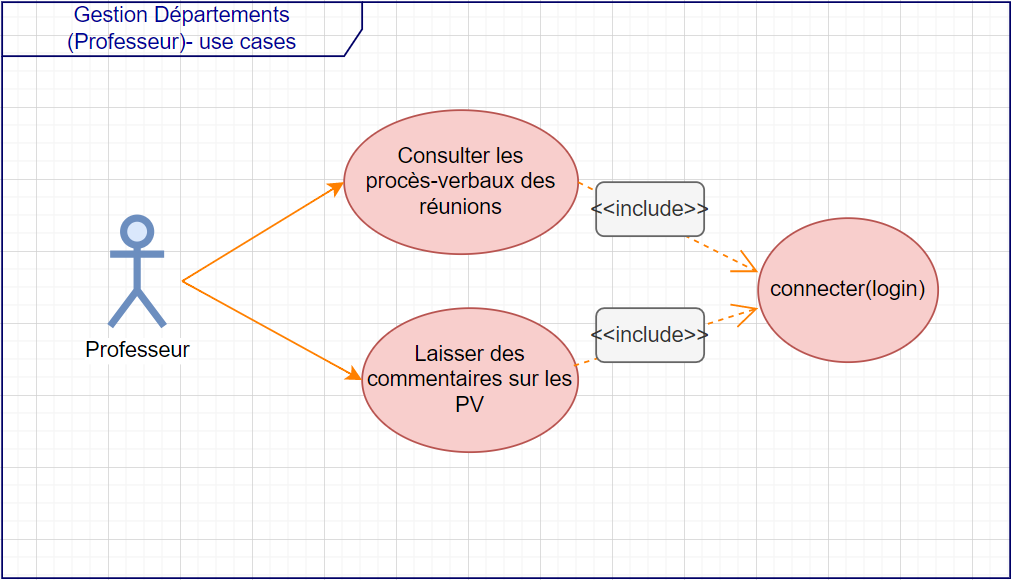 Gestion Départements
(Professeur)- use cases
Consulter les
procès-verbaux des
réunions
<<include>>
connecter(login)
<<include>>
Professeur
Laisser des
commentaires sur les
PV